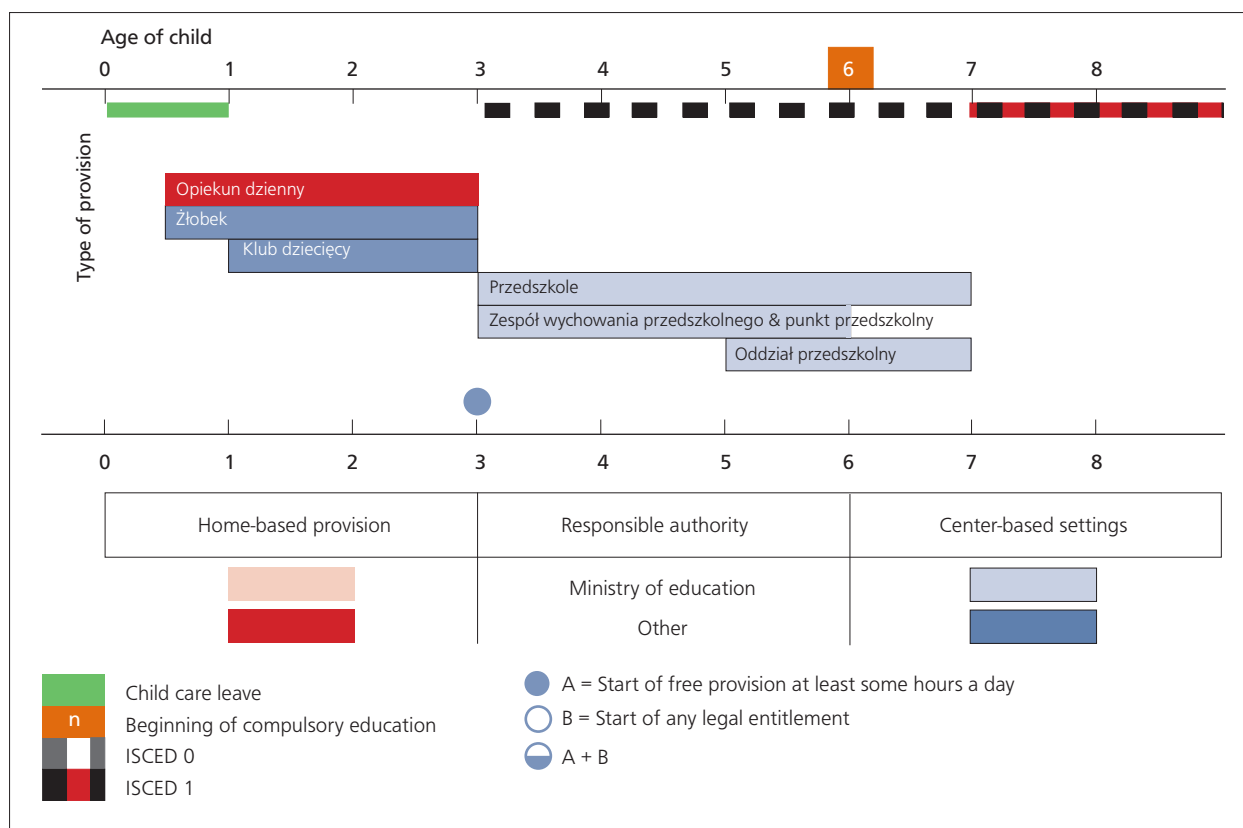 Age of child
0 1 2 3 4 5 6 7 8
Type of provision
Opiekun dzienny
Żłobek
Klub dziecięcy
Przedszkole
Zespół wychowania przedszkolnego & punkt przedszkolny
Oddział przedszkolny
0 1 2 3 4 5 6 7 8
Home-based provision Responsible authority Center-based settings
Ministry of education
Other
Child care leave
n Beginning of compulsory education
ISCED 0
ISCED 1
A = Start of free provision at least some hours a day
B = Start of any legal entitlement
A + B